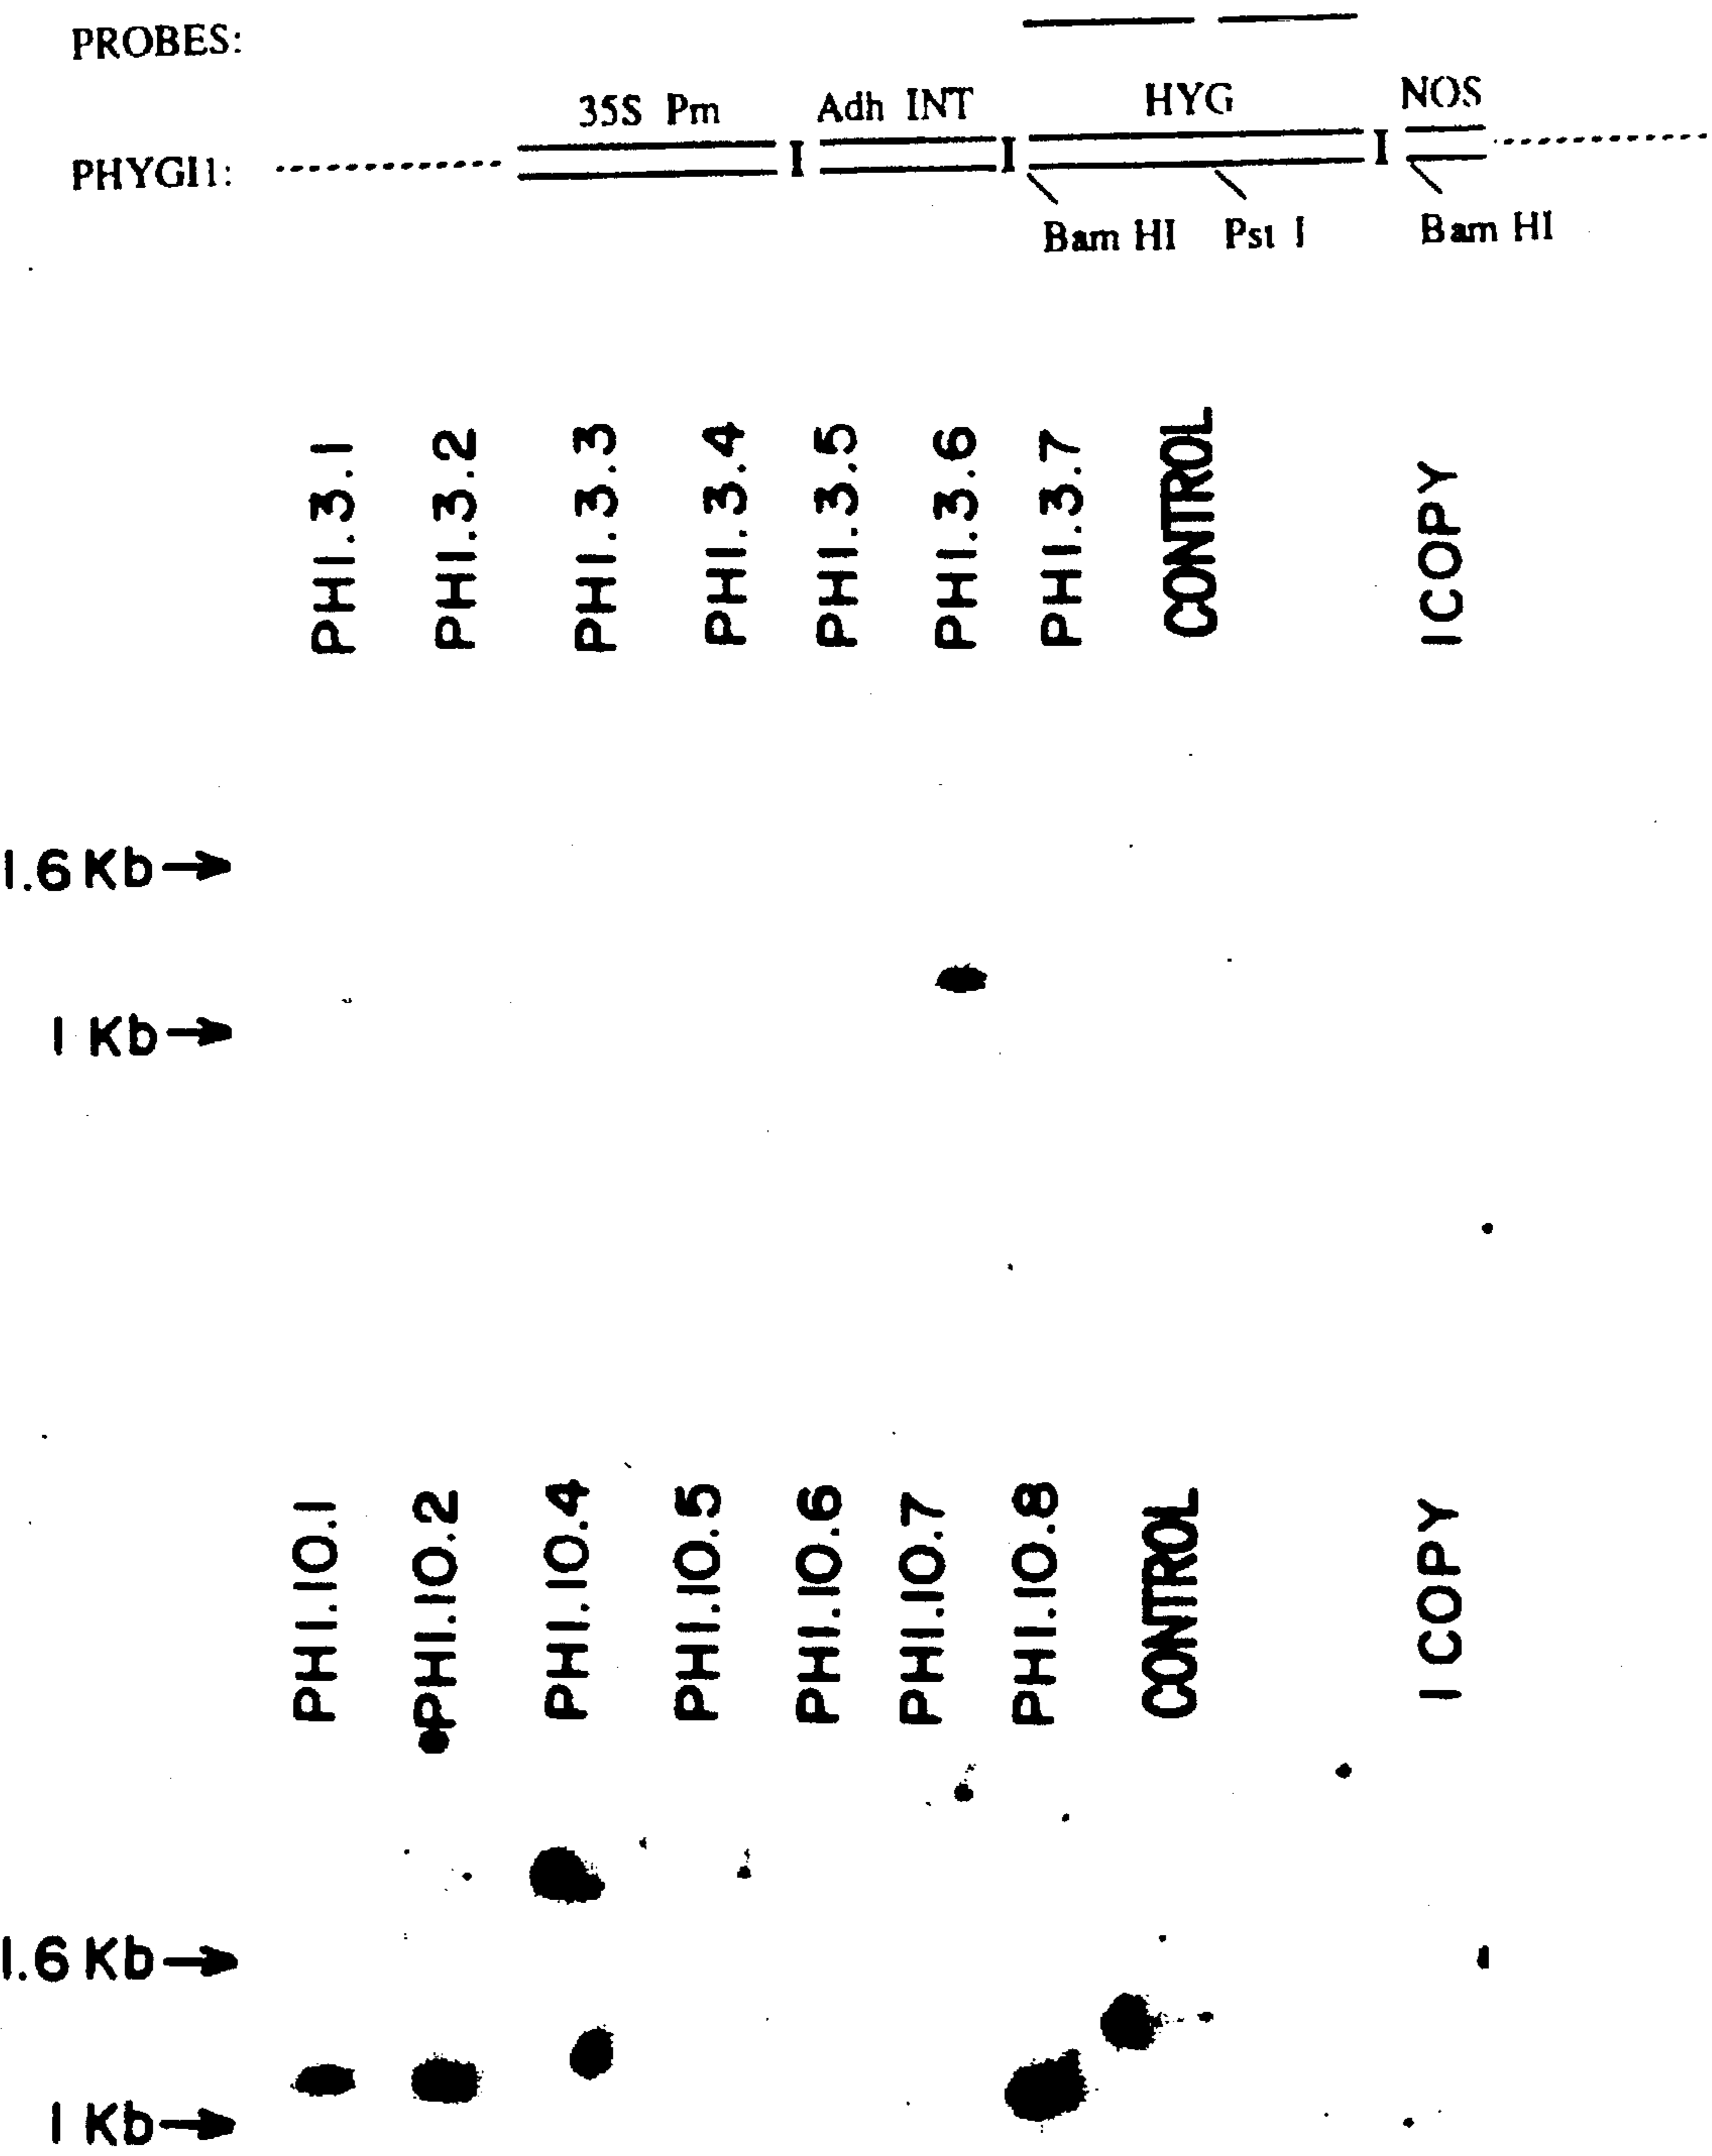 PROBES:
35S Pm Adh INT HYG NOS
PHYGI1:
Bam HI Pst I Bam HI
PHI.3.1
PHI.3.2
PHI.3.3
PHI.3.4
PHI.3.5
PHI.3.6
PHI.3.7
CONTROL
1 COPY
1.6 Kb
1 Kb
PHI.10.1
PHI.10.2
PHI.10.4
PHI.10.5
PHI.10.6
PHI.10.7
PHI.10.8
CONTROL
1 COPY
1.6 Kb
1 Kb